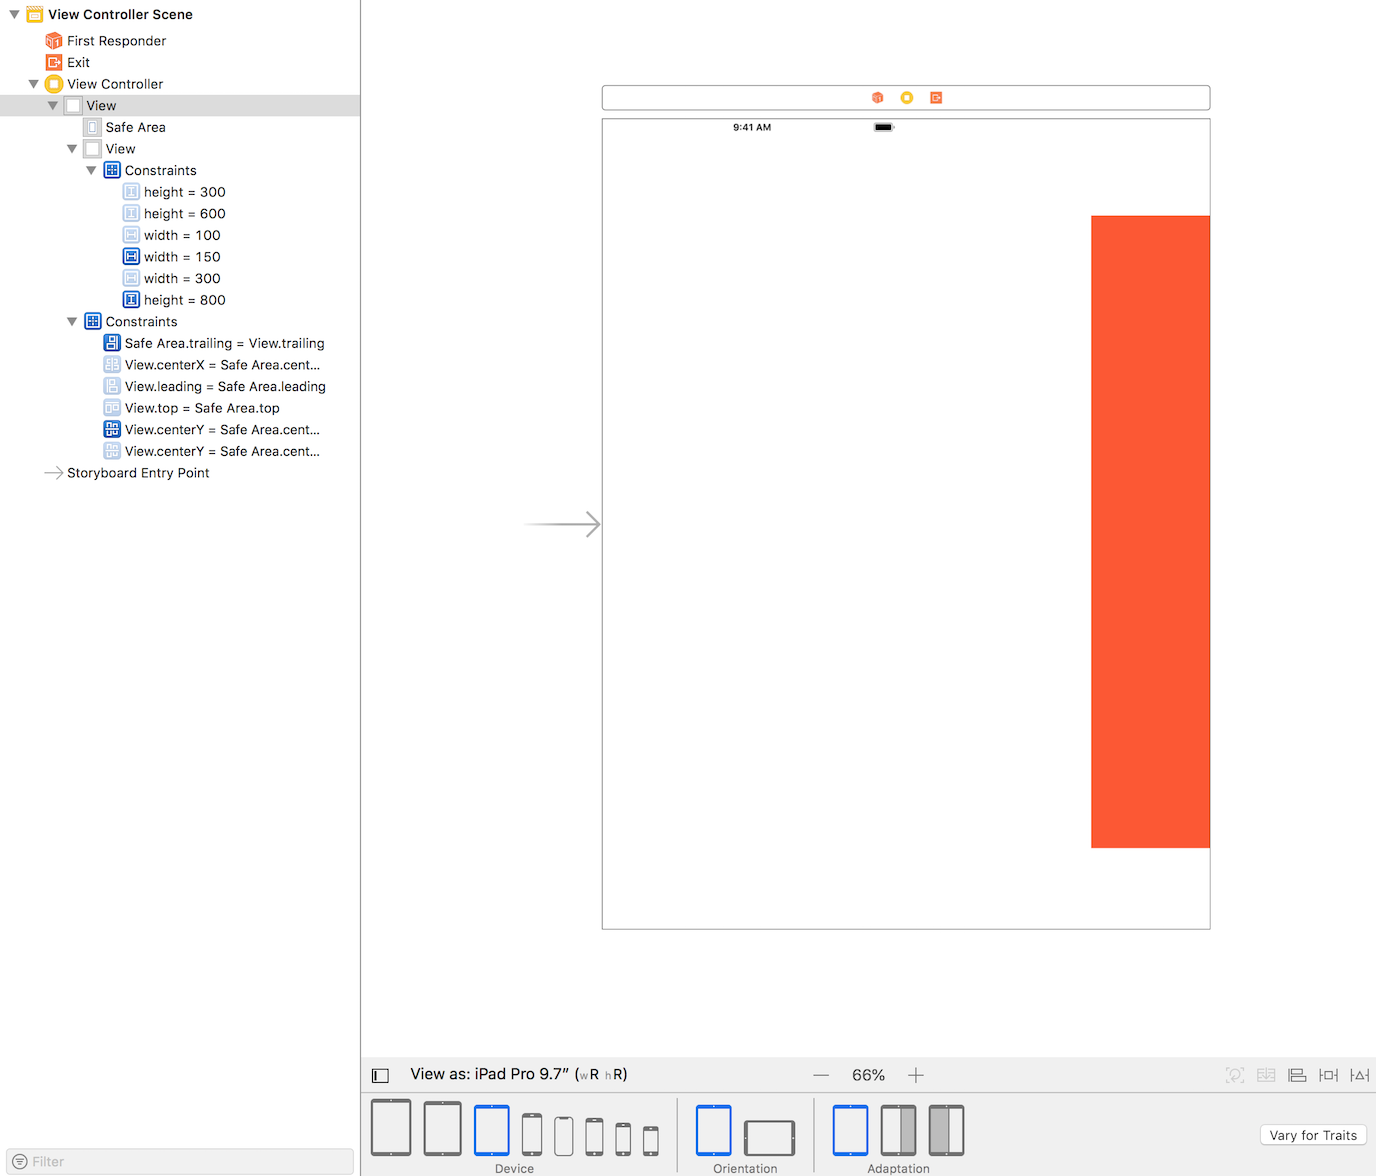 View Controller Scene
First Responder
Exit
View Controller
View
Safe Area
View
Constraints
height = 300
height = 600
width = 100
width = 150
width = 300
height = 800
Constraints
Safe Area.trailing = View.trailing
View.centerX = Safe Area.cent...
View.leading = Safe Area.leading
View.top = Safe Area.top
View.centerY = Safe Area.cent...
View.centerY = Safe Area.cent...
Storyboard Entry Point
Filter
9:41 AM
View as: iPad Pro 9.7” (wR hR)
66%
Device
Orientation
Adaptation
Vary for Traits